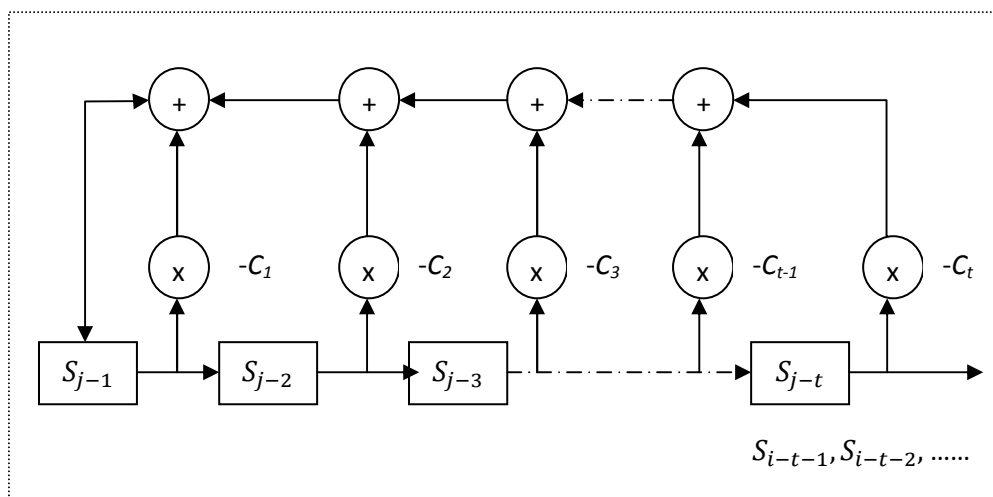 + + + +
x -C₁ x -C₂ x -C₃ x -Cₜ₋₁ x -Cₜ
Sⱼ₋₁ Sⱼ₋₂ Sⱼ₋₃ Sⱼ₋ₜ
Sᵢ₋ₜ₋₁, Sᵢ₋ₜ₋₂, ......